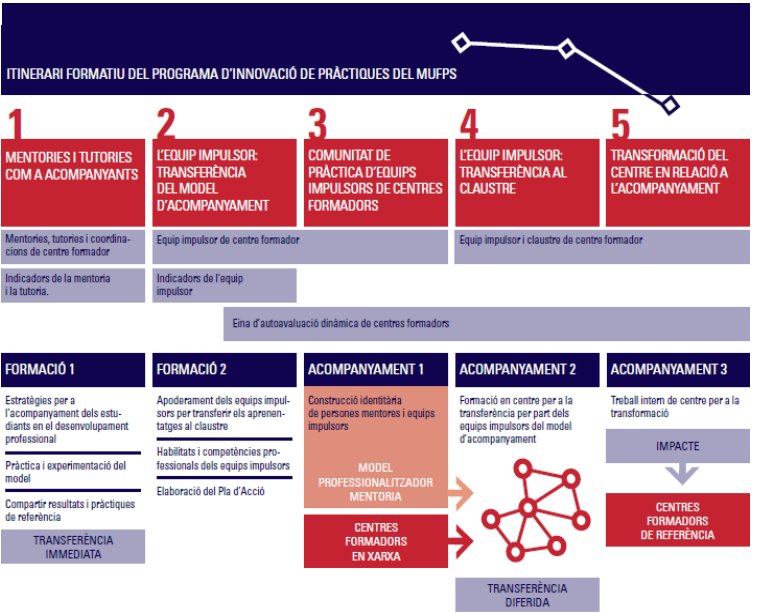 ITINERARI FORMATIU DEL PROGRAMA D'INNOVACIÓ DE PRÀCTIQUES DEL MUFPS
1
MENTORIES I TUTORIES
COM A ACOMPANYANTS
2
L'EQUIP IMPULSOR:
TRANSFERÈNCIA
DEL MODEL
D'ACOMPANYAMENT
3
COMUNITAT DE
PRÀCTICA D'EQUIPS
IMPULSORS DE CENTRES
FORMADORS
4
L'EQUIP IMPULSOR:
TRANSFERÈNCIA AL
CLAUSTRE
5
TRANSFORMACIÓ DEL
CENTRE EN RELACIÓ A
L'ACOMPANYAMENT
Mentories, tutories i coordina-
cions de centre formador
Equip impulsor de centre formador
Equip impulsor i claustre de centre formador
Indicadors de la mentoria
i la tutoria.
Indicadors de l'equip
impulsor
Eina d'autoavaluació dinàmica de centres formadors
FORMACIÓ 1
Estratègies per a
l'acompanyament dels estu-
diants en el desenvolupament
professional
Pràctica i experimentació del
model
Compartir resultats i pràctiques
de referència
TRANSFERÈNCIA
IMMEDIATA
FORMACIÓ 2
Apoderament dels equips impul-
sors per transferir els aprenen-
tatges al claustre
Habilitats i competències pro-
fessionals dels equips impulsors
Elaboració del Pla d'Acció
ACOMPANYAMENT 1
Construcció identitària
de persones mentores i equips
impulsors
MODEL
PROFESSIONALITZADOR
MENTORIA
CENTRES
FORMADORS
EN XARXA
ACOMPANYAMENT 2
Formació en centre per a la
transferència per part dels
equips impulsors del model
d'acompanyament
TRANSFERÈNCIA
DIFERIDA
ACOMPANYAMENT 3
Treball intern de centre per a la
transformació
IMPACTE
CENTRES
FORMADORS
DE REFERÈNCIA